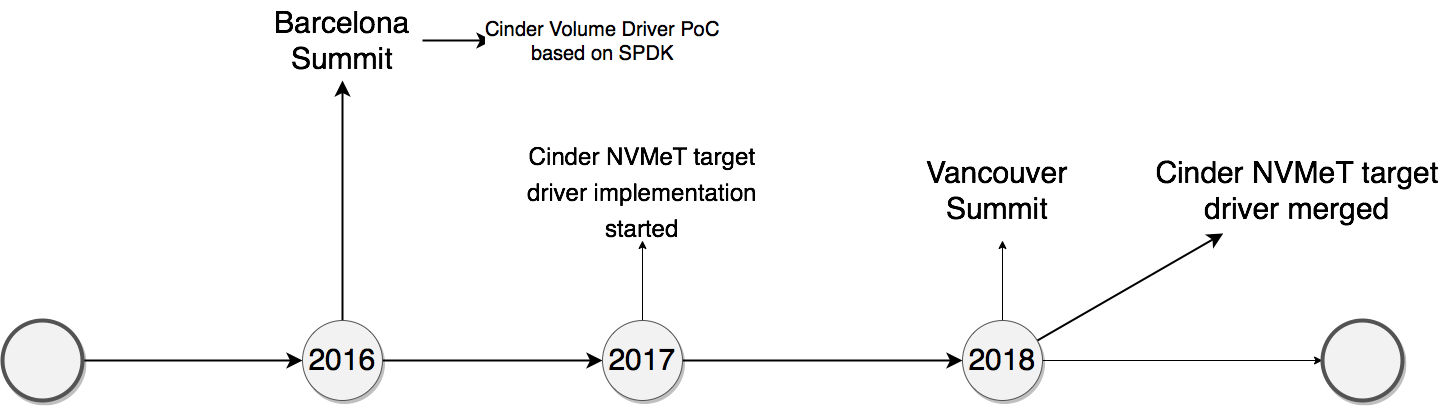 Barcelona
Summit
Cinder Volume Driver PoC
based on SPDK
Cinder NVMeT target
driver implementation
started
Vancouver
Summit
Cinder NVMeT target
driver merged
2016
2017
2018